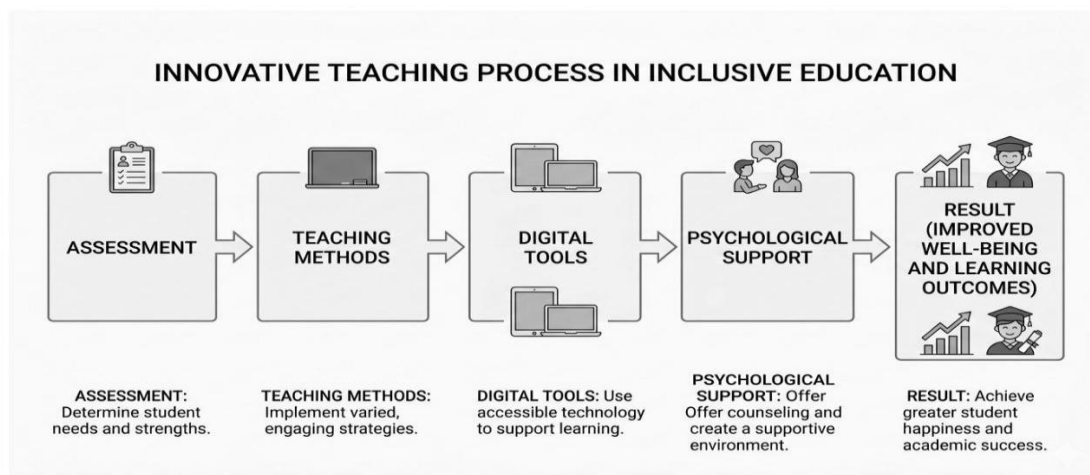 INNOVATIVE TEACHING PROCESS IN INCLUSIVE EDUCATION
ASSESSMENT
TEACHING
METHODS
DIGITAL
TOOLS
PSYCHOLOGICAL
SUPPORT
RESULT
(IMPROVED
WELL-BEING
AND LEARNING
OUTCOMES)
ASSESSMENT:
Determine student
needs and strengths.
TEACHING METHODS:
Implement varied,
engaging strategies.
DIGITAL TOOLS: Use
accessible technology
to support learning.
PSYCHOLOGICAL
SUPPORT: Offer
Offer counseling and
create a supportive
environment.
RESULT: Achieve
greater student
happiness and
academic success.